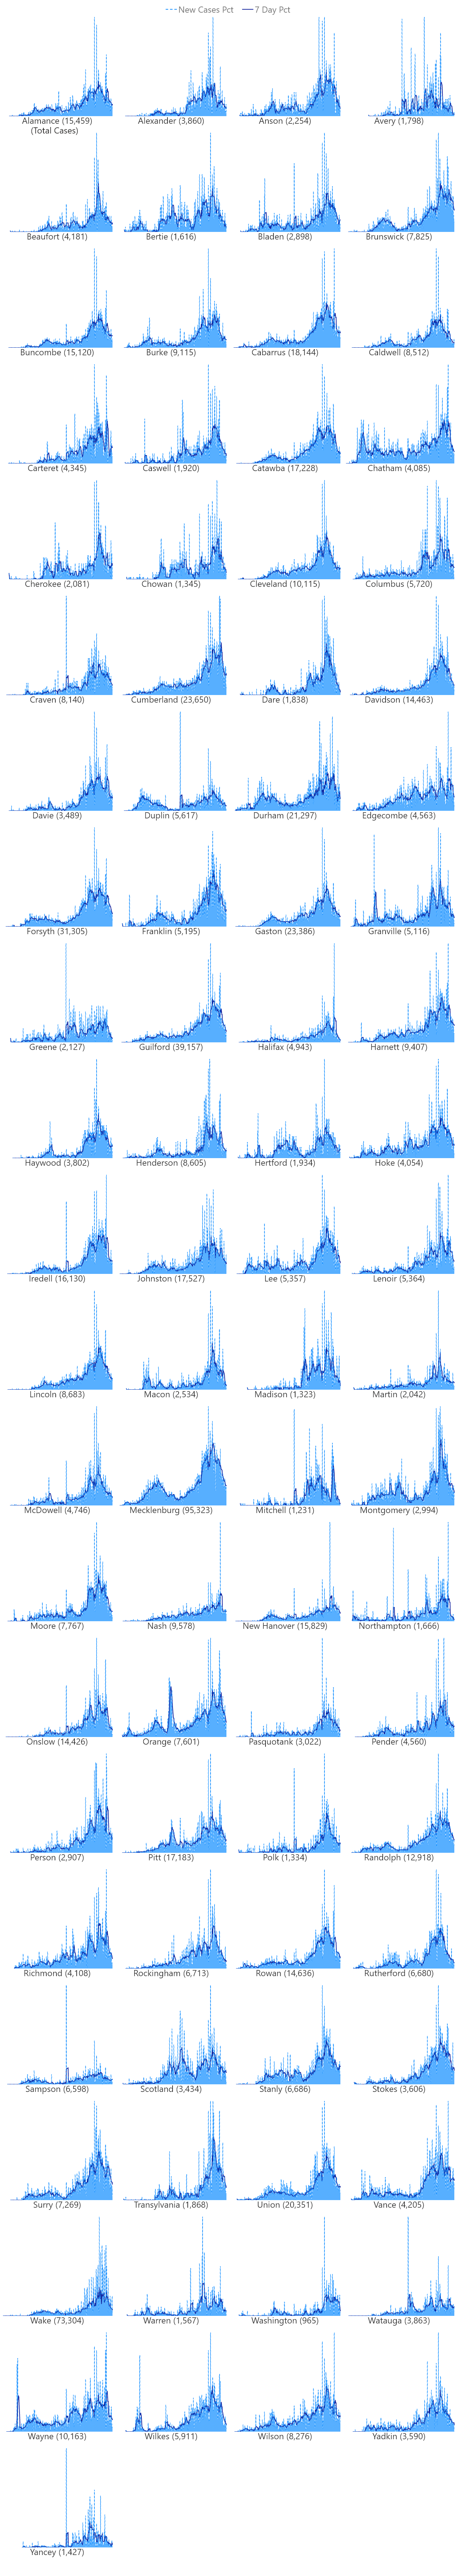 New Cases Pct 7 Day Pct
Alamance (15,459) Alexander (3,860) Anson (2,254) Avery (1,798)
(Total Cases)
Beaufort (4,181) Bertie (1,616) Bladen (2,898) Brunswick (7,825)
Buncombe (15,120) Burke (9,115) Cabarrus (18,144) Caldwell (8,512)
Carteret (4,345) Caswell (1,920) Catawba (17,228) Chatham (4,085)
Cherokee (2,081) Chowan (1,345) Cleveland (10,115) Columbus (5,720)
Craven (8,140) Cumberland (23,650) Dare (1,838) Davidson (14,463)
Davie (3,489) Duplin (5,617) Durham (21,297) Edgecombe (4,563)
Forsyth (31,305) Franklin (5,195) Gaston (23,386) Granville (5,116)
Greene (2,127) Guilford (39,157) Halifax (4,943) Harnett (9,407)
Haywood (3,802) Henderson (8,605) Hertford (1,934) Hoke (4,054)
Iredell (16,130) Johnston (17,527) Lee (5,357) Lenoir (5,364)
Lincoln (8,683) Macon (2,534) Madison (1,323) Martin (2,042)
McDowell (4,746) Mecklenburg (95,323) Mitchell (1,231) Montgomery (2,994)
Moore (7,767) Nash (9,578) New Hanover (15,829) Northampton (1,666)
Onslow (14,426) Orange (7,601) Pasquotank (3,022) Pender (4,560)
Person (2,907) Pitt (17,183) Polk (1,334) Randolph (12,918)
Richmond (4,108) Rockingham (6,713) Rowan (14,636) Rutherford (6,680)
Sampson (6,598) Scotland (3,434) Stanly (6,686) Stokes (3,606)
Surry (7,269) Transylvania (1,868) Union (20,351) Vance (4,205)
Wake (73,304) Warren (1,567) Washington (965) Watauga (3,863)
Wayne (10,163) Wilkes (5,911) Wilson (8,276) Yadkin (3,590)
Yancey (1,427)